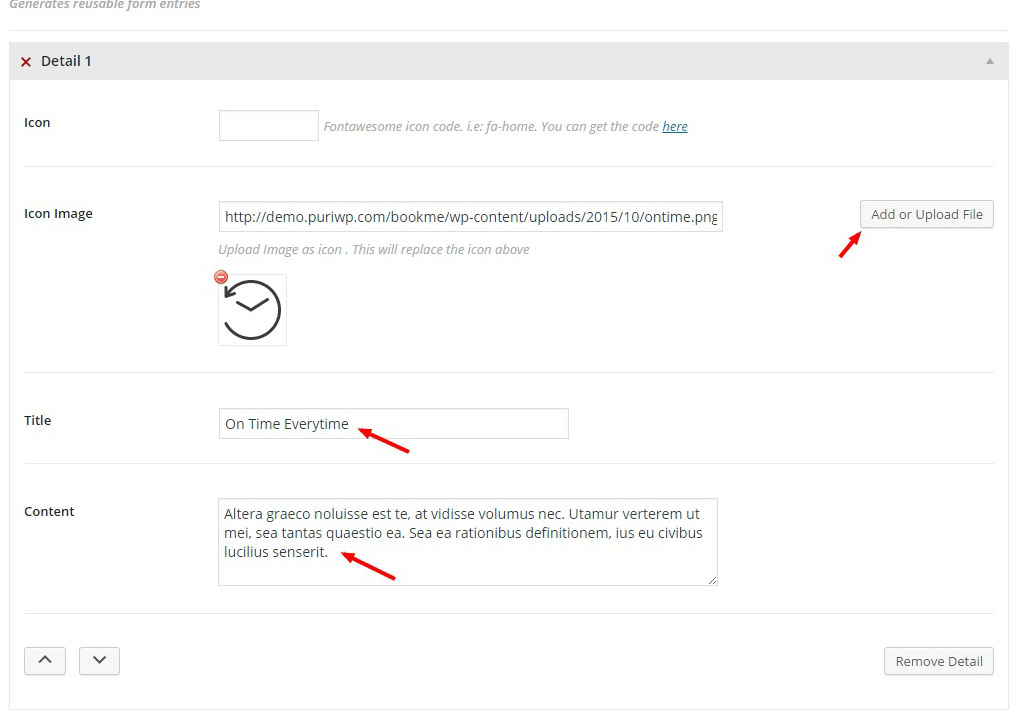 Generates reusable form entries
Detail 1
Icon
Fontawesome icon code. i.e: fa-home. You can get the code here
Icon Image
http://demo.puriwp.com/bookme/wp-content/uploads/2015/10/ontime.png
Add or Upload File
Upload Image as icon . This will replace the icon above
Title
On Time Everytime
Content
Altera graeco noluisse est te, at vidisse volumus nec. Utamur verterem ut
mei, sea tantas quaestio ea. Sea ea rationibus definitionem, ius eu civibus
lucilius senserit.
Remove Detail